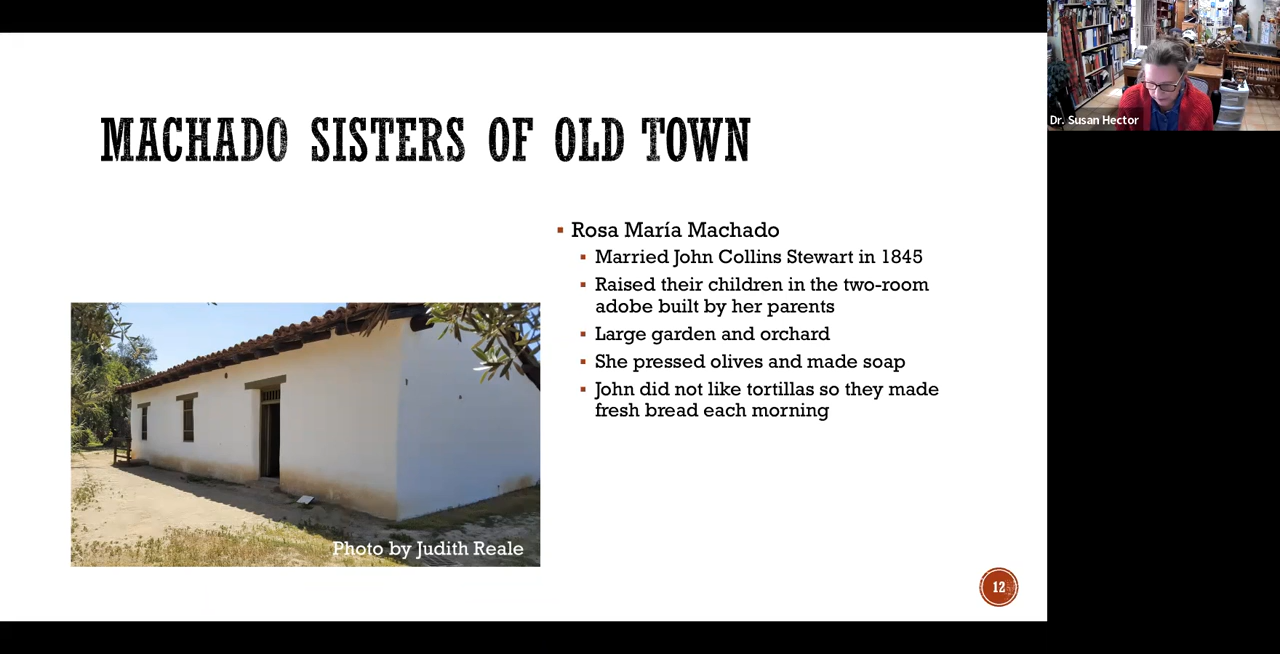 MACHADO SISTERS OF OLD TOWN
Rosa María Machado
Married John Collins Stewart in 1845
Raised their children in the two-room
adobe built by her parents
Large garden and orchard
She pressed olives and made soap
John did not like tortillas so they made
fresh bread each morning
Photo by Judith Reale
12
Dr. Susan Hector